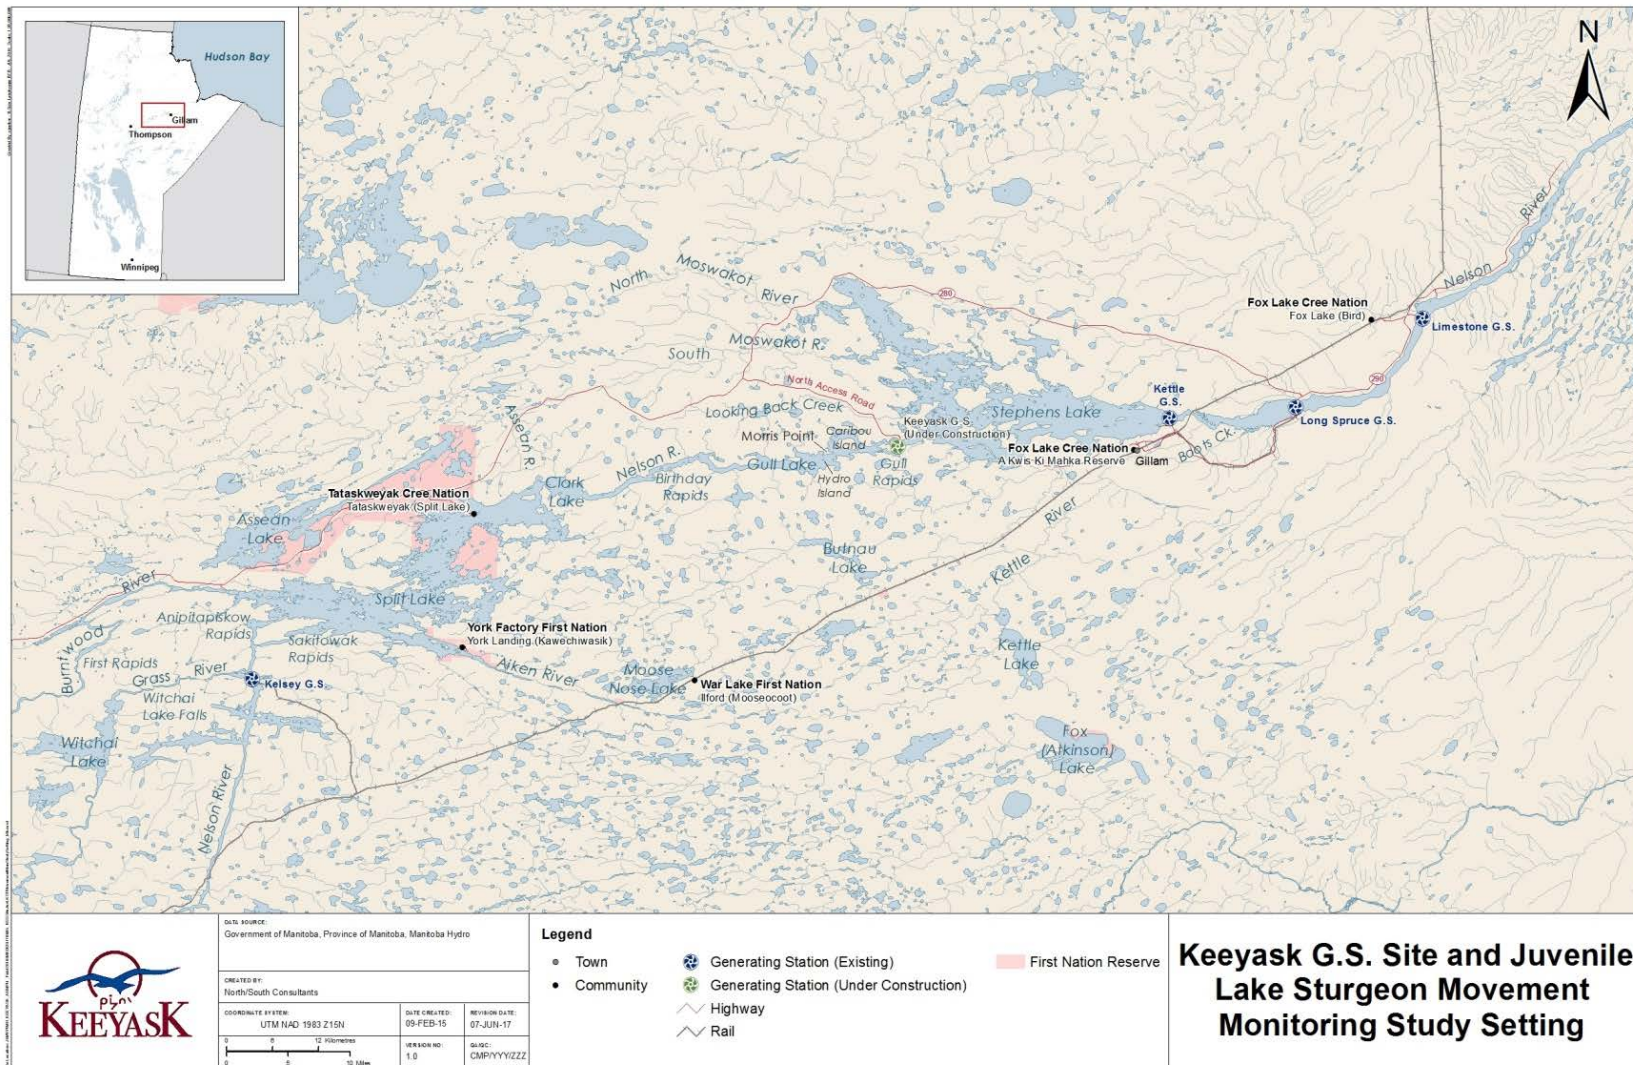 Hudson Bay
Gillam
Thompson
Winnipeg
N
North
Moswakot
River
280
Nelson
River
Fox Lake Cree Nation
Fox Lake (Bird)
Limestone G.S.
South
Moswakot R.
North Access Road
290
Kettle
G.S.
Looking Back Creek
Stephens Lake
Long Spruce G.S.
Assean R.
Keeyask G.S.
(Under Construction)
Morris Point
Caribou
Island
Fox Lake Cree Nation
A Kwis Ki Mahka Reserve
Gillam
Boots Ck.
Nelson R.
Gull Lake
Gull
Rapids
Birthday
Rapids
Hydro
Island
Clark
Lake
Tataskweyak Cree Nation
Tataskweyak (Split Lake)
Assean
Lake
River
Kettle
Butnau
Lake
River
Burntwood
Split Lake
Anipitapiskow
Rapids
York Factory First Nation
York Landing (Kawechiwasik)
Sakitowak
Rapids
Kettle
Lake
First Rapids
Grass River
Aiken River
Moose
Nose Lake
Kelsey G.S.
War Lake First Nation
Ilford (Mooseocoot)
Witchai
Lake Falls
Witchai
Lake
Fox
(Atkinson)
Lake
Nelson River
KEEYASK
DATA SOURCE:
Government of Manitoba, Province of Manitoba, Manitoba Hydro
CREATED BY:
North/South Consultants
COORDINATE SYSTEM:
UTM NAD 1983 Z15N
DATE CREATED:
09-FEB-15
REVISION DATE:
07-JUN-17
0 6 12 Kilometres
0 5 10 Miles
VERSION NO:
1.0
QA/QC:
CMP/YYY/ZZZ
Legend
Town
Community
Generating Station (Existing)
Generating Station (Under Construction)
Highway
Rail
First Nation Reserve
Keeyask G.S. Site and Juvenile
Lake Sturgeon Movement
Monitoring Study Setting